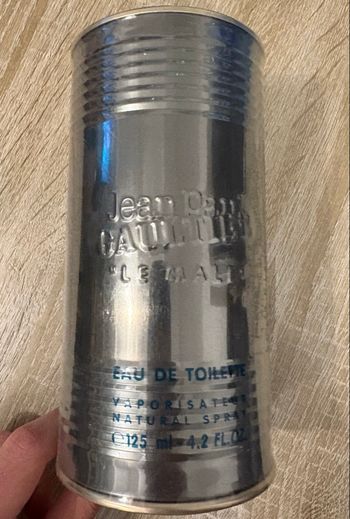 Jean Paul
GAULTIER
"LE MALE"
EAU DE TOILETTE
VAPORISATEUR
NATURAL SPRAY
℮125 ml 4.2 FL.OZ.